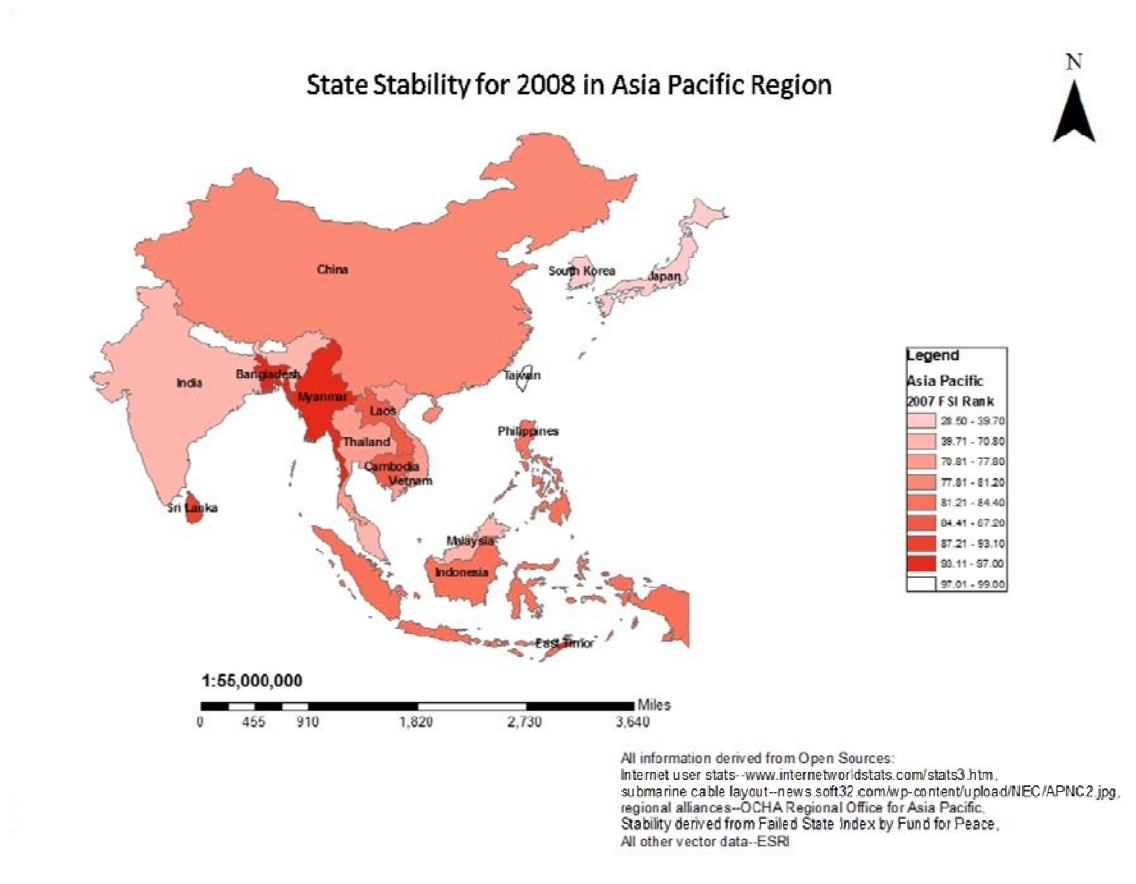 State Stability for 2008 in Asia Pacific Region
N
China
South Korea
Japan
India
Bangladesh
Myanmar
Taiwan
Laos
Thailand
Philippines
Cambodia
Vietnam
Sri Lanka
Malaysia
Indonesia
East Timor
Legend
Asia Pacific
2007 FSI Rank
28.50 - 39.70
39.71 - 70.80
70.81 - 77.80
77.81 - 81.20
81.21 - 84.40
84.41 - 87.20
87.21 - 93.10
93.11 - 97.00
97.01 - 99.00
1:55,000,000
Miles
0 455 910 1,820 2,730 3,640
All information derived from Open Sources:
Internet user stats--www.internetworldstats.com/stats3.htm,
submarine cable layout--news.soft32.com/wp-content/upload/NEC/APNC2.jpg,
regional alliances--OCHA Regional Office for Asia Pacific,
Stability derived from Failed State Index by Fund for Peace,
All other vector data--ESRI